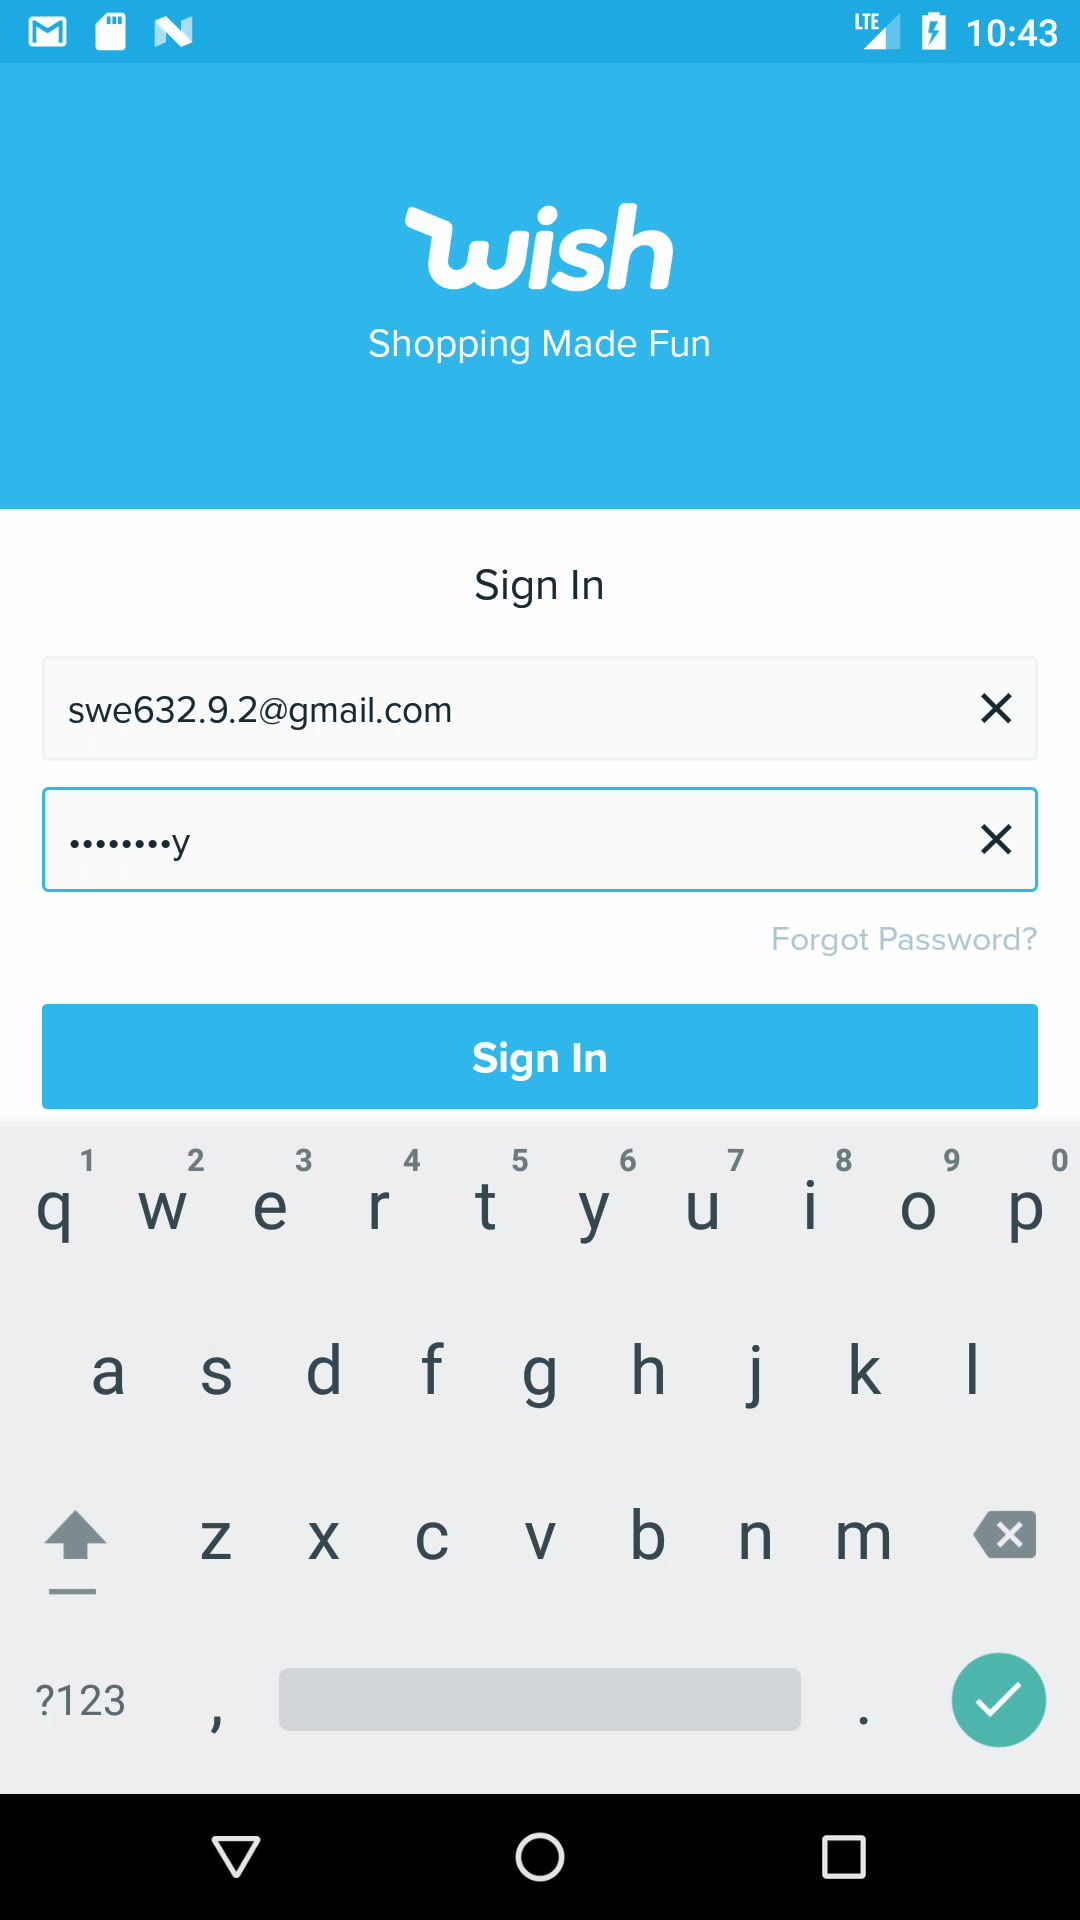 LTE 10:43
wish
Shopping Made Fun
Sign In
swe632.9.2@gmail.com
••••••••y
Forgot Password?
Sign In
1 2 3 4 5 6 7 8 9 0
q w e r t y u i o p
a s d f g h j k l
z x c v b n m
?123 , .